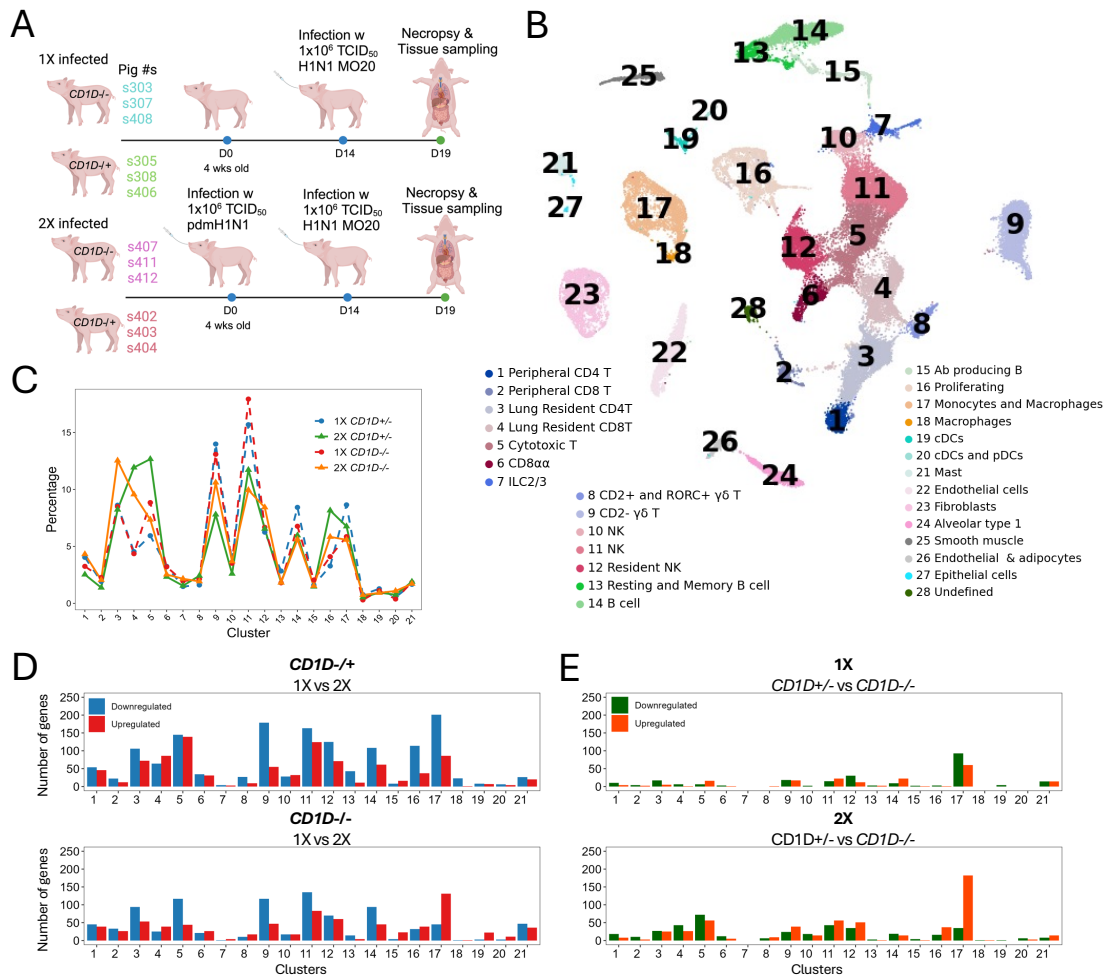 A
1X infected
Pig #s
CD1D-/-
s303
s307
s408
Infection w
1x10⁶ TCID₅₀
H1N1 MO20
Necropsy &
Tissue sampling
D0
4 wks old
D14
D19
CD1D-/+
s305
s308
s406
2X infected
CD1D-/-
s407
s411
s412
Infection w
1x10⁶ TCID₅₀
pdmH1N1
Infection w
1x10⁶ TCID₅₀
H1N1 MO20
Necropsy &
Tissue sampling
D0
4 wks old
D14
D19
CD1D-/+
s402
s403
s404
B
14
13
25
15
20
19
7
10
21
16
11
27
17
9
5
12
18
4
23
6
28
8
22
3
2
1
26
24
1 Peripheral CD4 T
2 Peripheral CD8 T
3 Lung Resident CD4T
4 Lung Resident CD8T
5 Cytotoxic T
6 CD8αα
7 ILC2/3
8 CD2+ and RORC+ γδ T
9 CD2- γδ T
10 NK
11 NK
12 Resident NK
13 Resting and Memory B cell
14 B cell
15 Ab producing B
16 Proliferating
17 Monocytes and Macrophages
18 Macrophages
19 cDCs
20 cDCs and pDCs
21 Mast
22 Endothelial cells
23 Fibroblasts
24 Alveolar type 1
25 Smooth muscle
26 Endothelial & adipocytes
27 Epithelial cells
28 Undefined
C
1X CD1D+/-
2X CD1D+/-
1X CD1D-/-
2X CD1D-/-
Percentage
15
10
5
0
1 2 3 4 5 6 7 8 9 10 11 12 13 14 15 16 17 18 19 20 21
Cluster
D
CD1D-/+
1X vs 2X
Downregulated
Upregulated
Number of genes
250
200
150
100
50
0
1 2 3 4 5 6 7 8 9 10 11 12 13 14 15 16 17 18 19 20 21
CD1D-/-
1X vs 2X
Number of genes
250
200
150
100
50
0
1 2 3 4 5 6 7 8 9 10 11 12 13 14 15 16 17 18 19 20 21
Clusters
E
1X
CD1D+/- vs CD1D-/-
Downregulated
Upregulated
250
200
150
100
50
0
1 2 3 4 5 6 7 8 9 10 11 12 13 14 15 16 17 18 19 20 21
2X
CD1D+/- vs CD1D-/-
250
200
150
100
50
0
1 2 3 4 5 6 7 8 9 10 11 12 13 14 15 16 17 18 19 20 21
Clusters